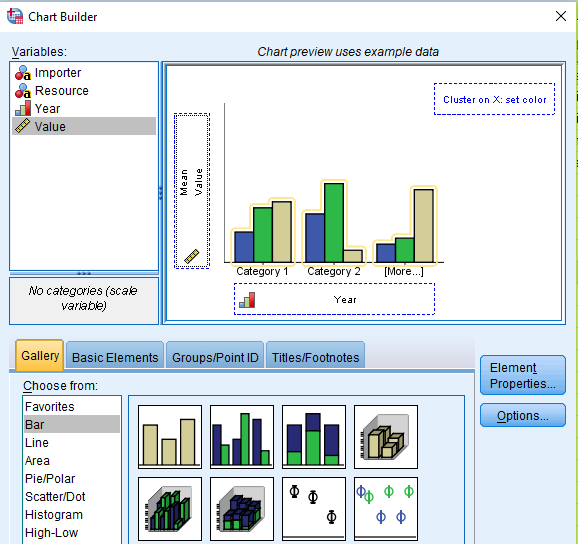 Chart Builder
Variables:
Chart preview uses example data
Importer
Resource
Year
Value
No categories (scale
variable)
Cluster on X: set color
Mean
Value
Category 1
Category 2
[More...]
Year
Gallery
Basic Elements
Groups/Point ID
Titles/Footnotes
Choose from:
Favorites
Bar
Line
Area
Pie/Polar
Scatter/Dot
Histogram
High-Low
Element
Properties...
Options...